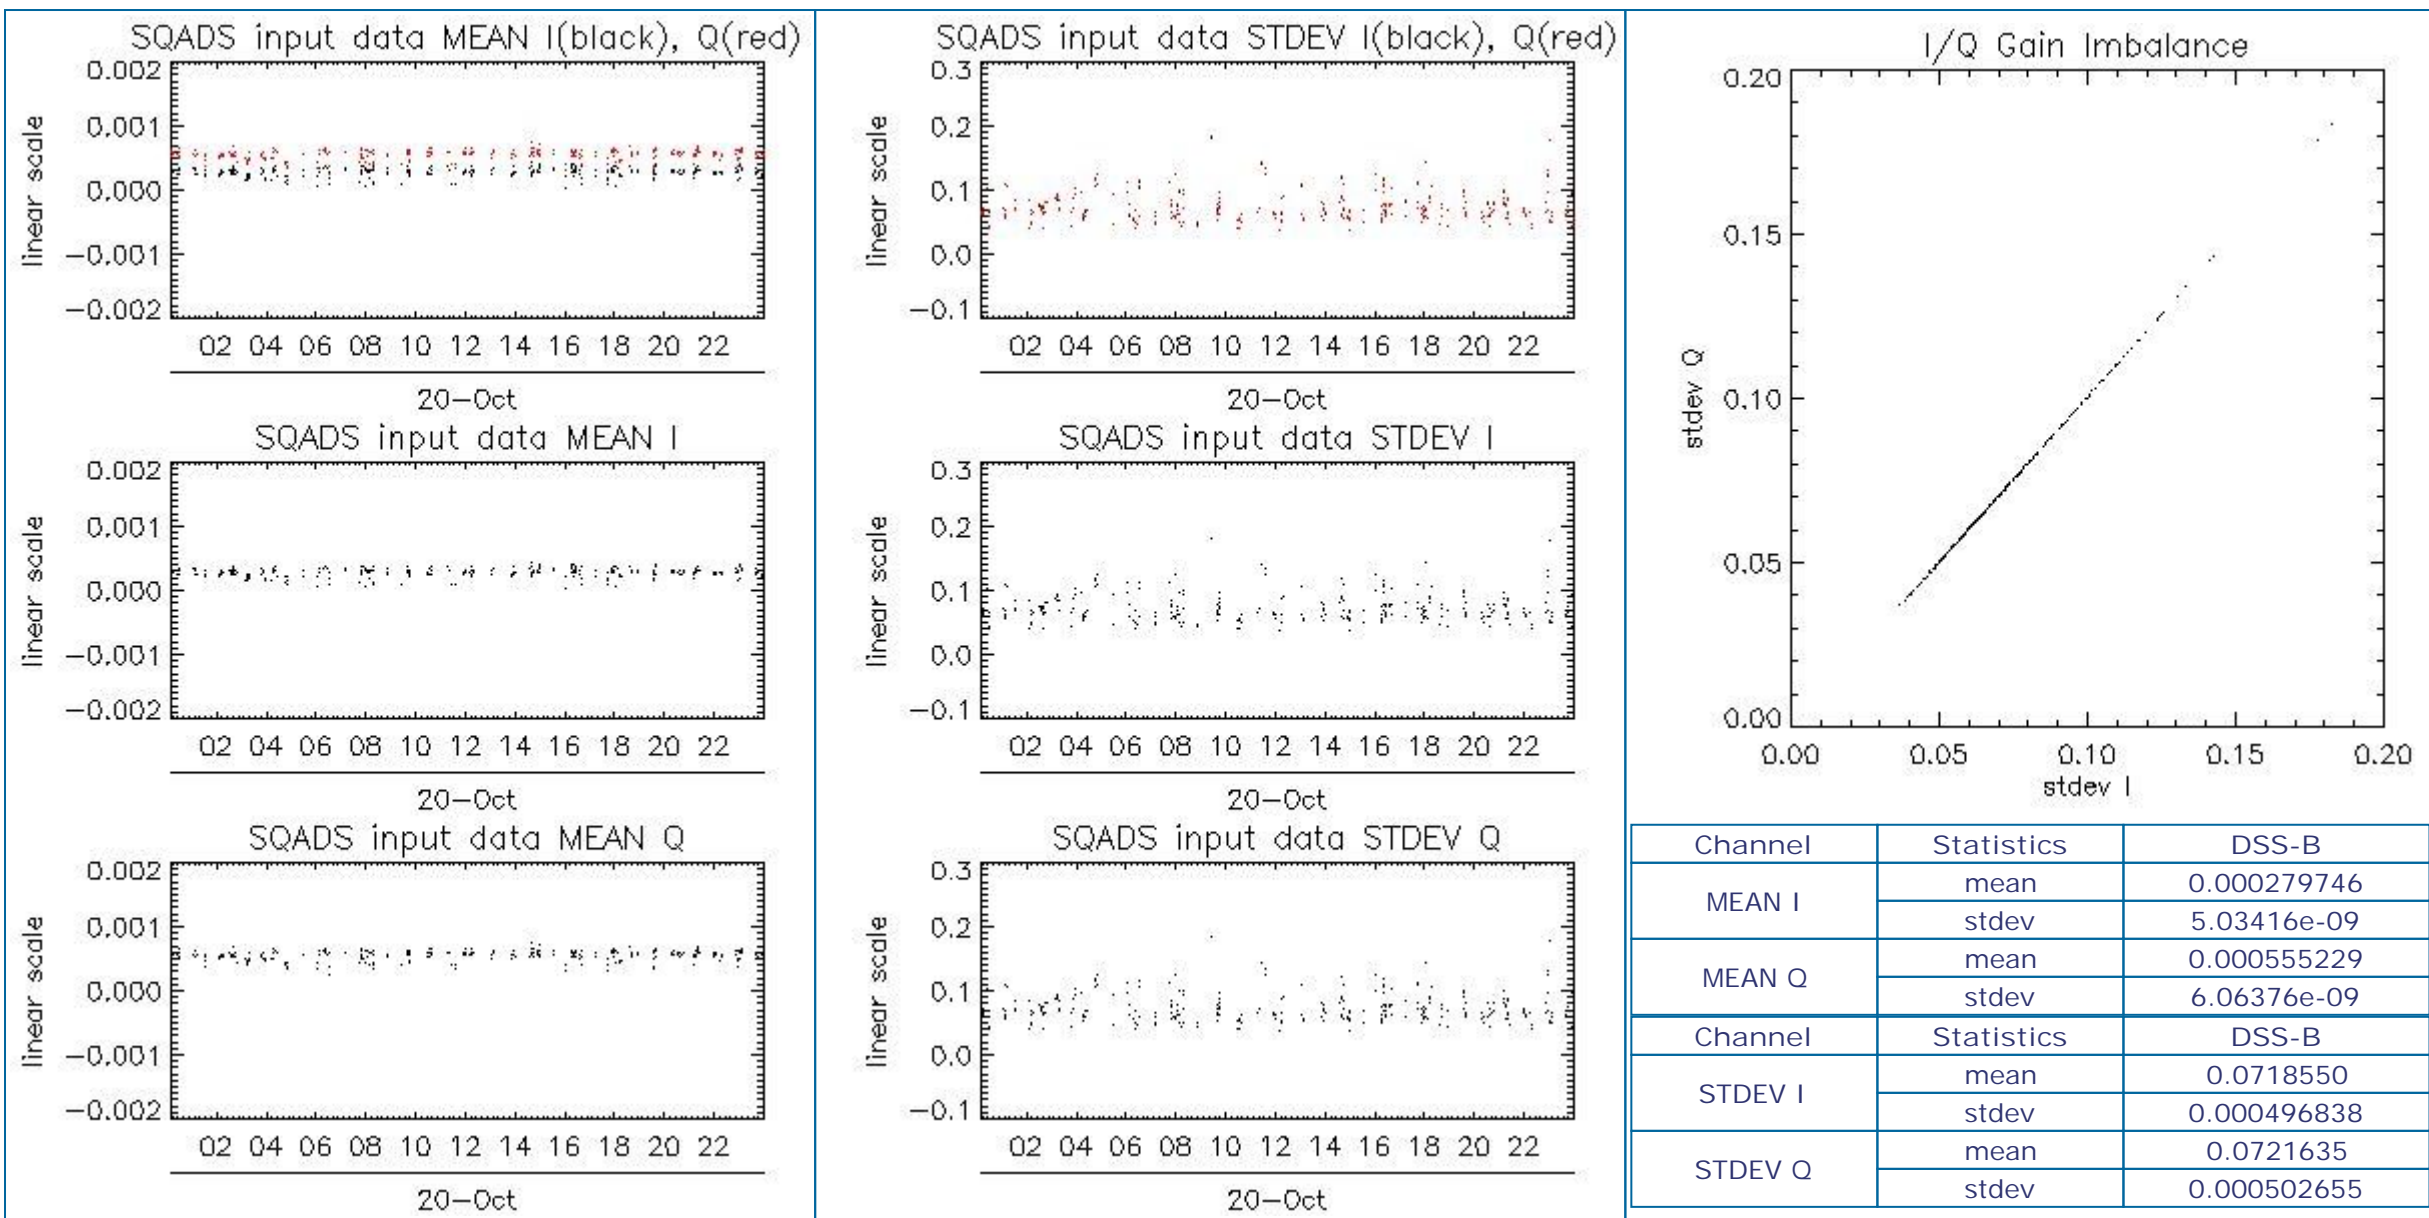 SQADS input data MEAN I(black), Q(red)
0.002
0.001
0.000
−0.001
−0.002
linear scale
02 04 06 08 10 12 14 16 18 20 22
20−Oct
SQADS input data MEAN I
0.002
0.001
0.000
−0.001
−0.002
linear scale
02 04 06 08 10 12 14 16 18 20 22
20−Oct
SQADS input data MEAN Q
0.002
0.001
0.000
−0.001
−0.002
linear scale
02 04 06 08 10 12 14 16 18 20 22
20−Oct
SQADS input data STDEV I(black), Q(red)
0.3
0.2
0.1
0.0
−0.1
linear scale
02 04 06 08 10 12 14 16 18 20 22
20−Oct
SQADS input data STDEV I
0.3
0.2
0.1
0.0
−0.1
linear scale
02 04 06 08 10 12 14 16 18 20 22
20−Oct
SQADS input data STDEV Q
0.3
0.2
0.1
0.0
−0.1
linear scale
02 04 06 08 10 12 14 16 18 20 22
20−Oct
I/Q Gain Imbalance
0.20
0.15
0.10
0.05
0.00
stdev Q
0.00 0.05 0.10 0.15 0.20
stdev I
Channel Statistics DSS-B
MEAN I mean 0.000279746
stdev 5.03416e-09
MEAN Q mean 0.000555229
stdev 6.06376e-09
Channel Statistics DSS-B
STDEV I mean 0.0718550
stdev 0.000496838
STDEV Q mean 0.0721635
stdev 0.000502655